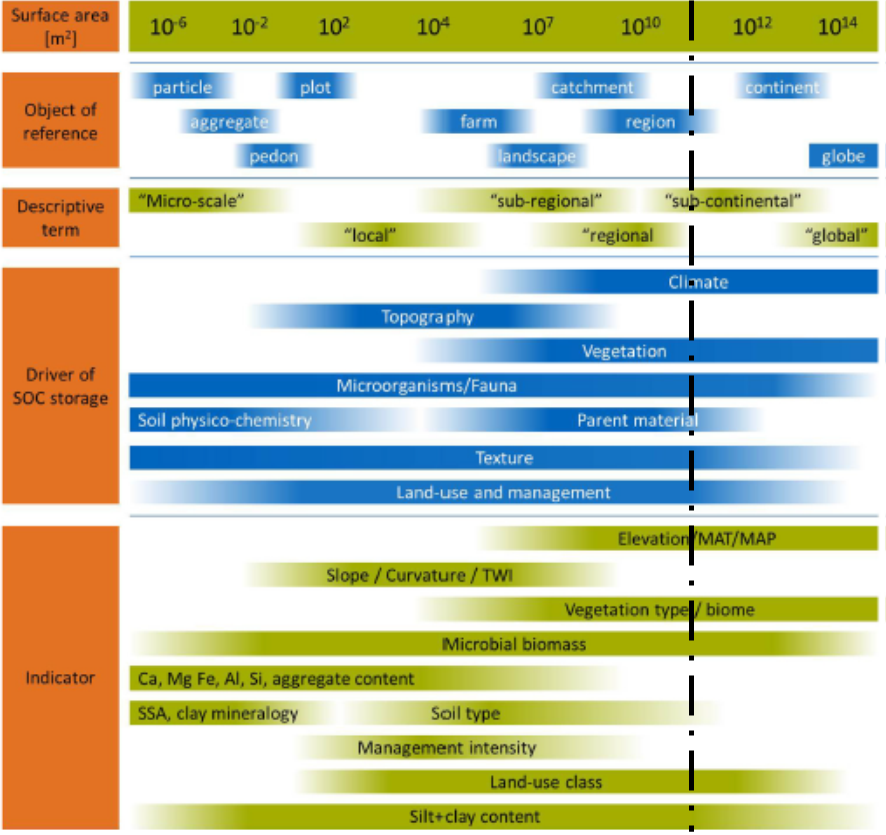 Surface area
[m²]
10⁻⁶ 10⁻² 10² 10⁴ 10⁷ 10¹⁰ 10¹² 10¹⁴
Object of
reference
particle plot catchment continent
aggregate farm region
pedon landscape globe
Descriptive
term
“Micro-scale” “sub-regional” “sub-continental”
“local” “regional “global”
Driver of
SOC storage
Climate
Topography
Vegetation
Microorganisms/Fauna
Soil physico-chemistry Parent material
Texture
Land-use and management
Indicator
Elevation/MAT/MAP
Slope / Curvature / TWI
Vegetation type / biome
Microbial biomass
Ca, Mg Fe, Al, Si, aggregate content
SSA, clay mineralogy Soil type
Management intensity
Land-use class
Silt+clay content